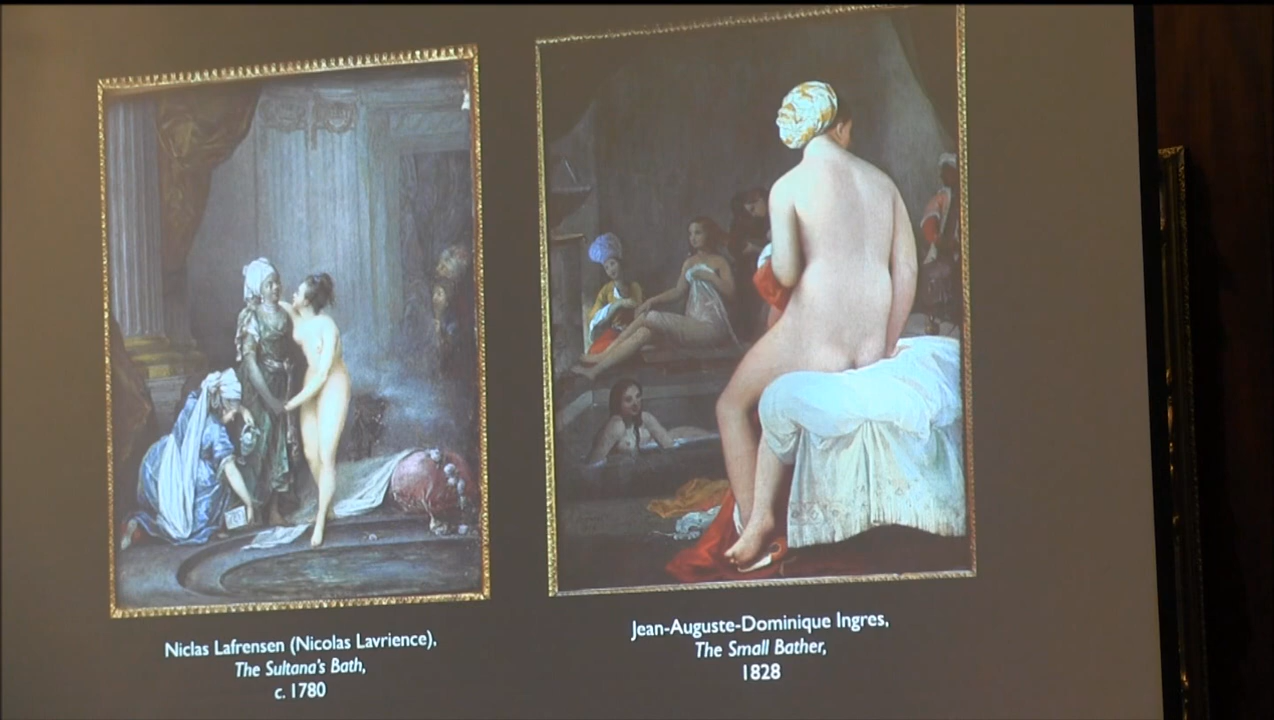 Niclas Lafrensen (Nicolas Lavrience),
The Sultana's Bath,
c. 1780
Jean-Auguste-Dominique Ingres,
The Small Bather,
1828